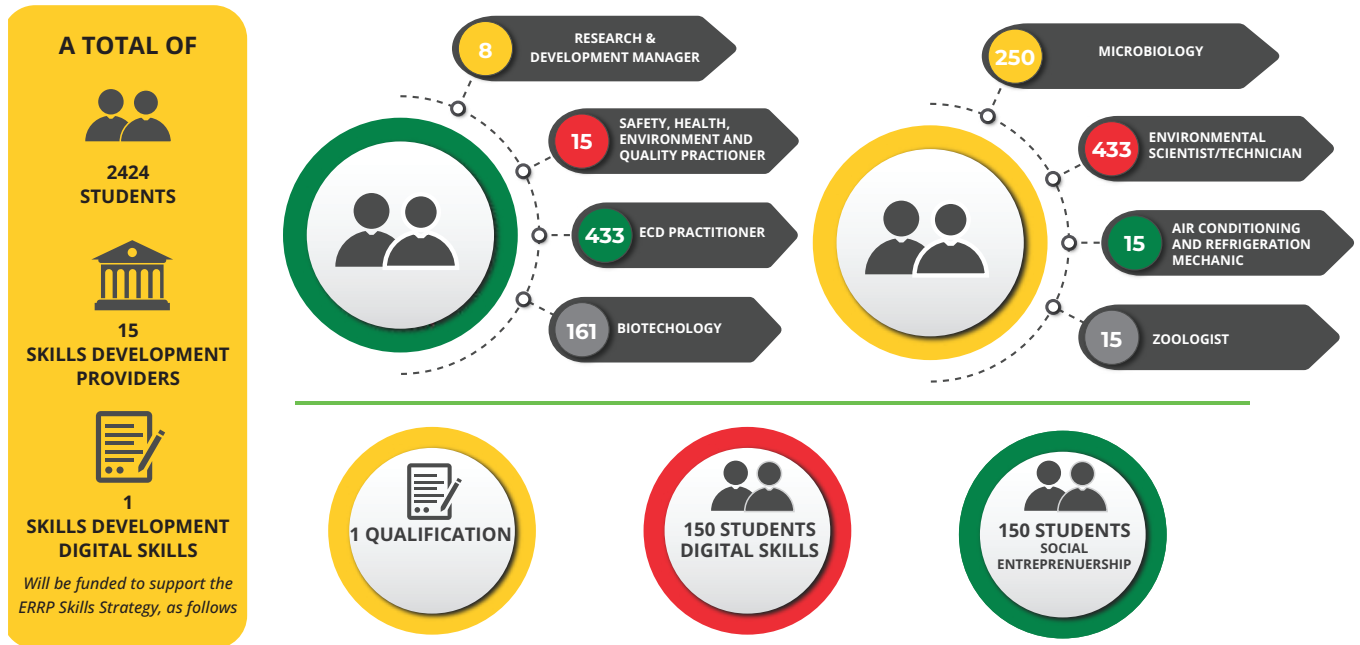 A TOTAL OF
2424
STUDENTS
15
SKILLS DEVELOPMENT
PROVIDERS
1
SKILLS DEVELOPMENT
DIGITAL SKILLS
Will be funded to support the
ERRP Skills Strategy, as follows
8
RESEARCH &
DEVELOPMENT MANAGER
15
SAFETY, HEALTH,
ENVIRONMENT AND
QUALITY PRACTIONER
433
ECD PRACTITIONER
161
BIOTECHOLOGY
250
MICROBIOLOGY
433
ENVIRONMENTAL
SCIENTIST/TECHNICIAN
15
AIR CONDITIONING
AND REFRIGERATION
MECHANIC
15
ZOOLOGIST
1 QUALIFICATION
150 STUDENTS
DIGITAL SKILLS
150 STUDENTS
SOCIAL
ENTREPRENUERSHIP